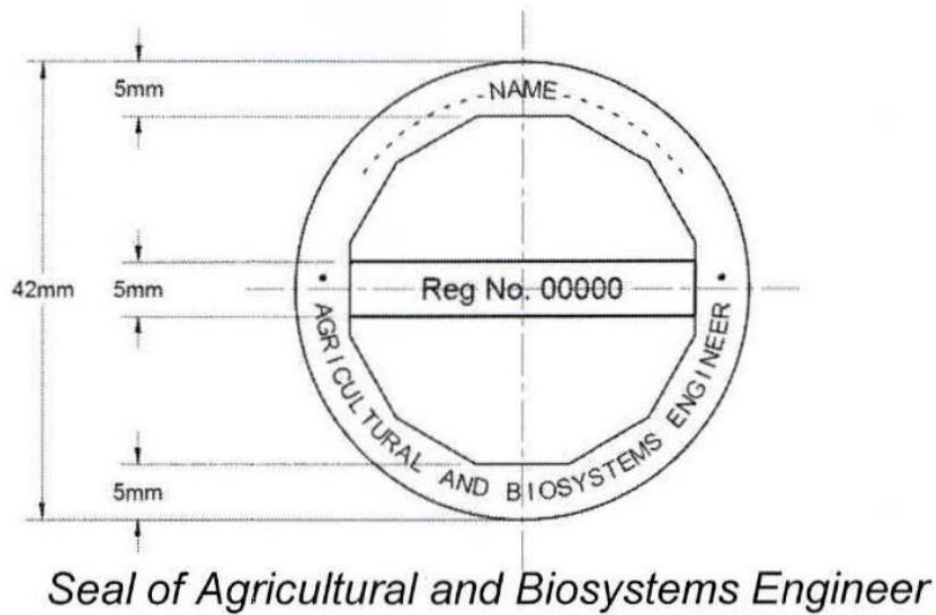 5mm
NAME
42mm
5mm
Reg No. 00000
AGRICULTURAL AND BIOSYSTEMS ENGINEER
5mm
Seal of Agricultural and Biosystems Engineer